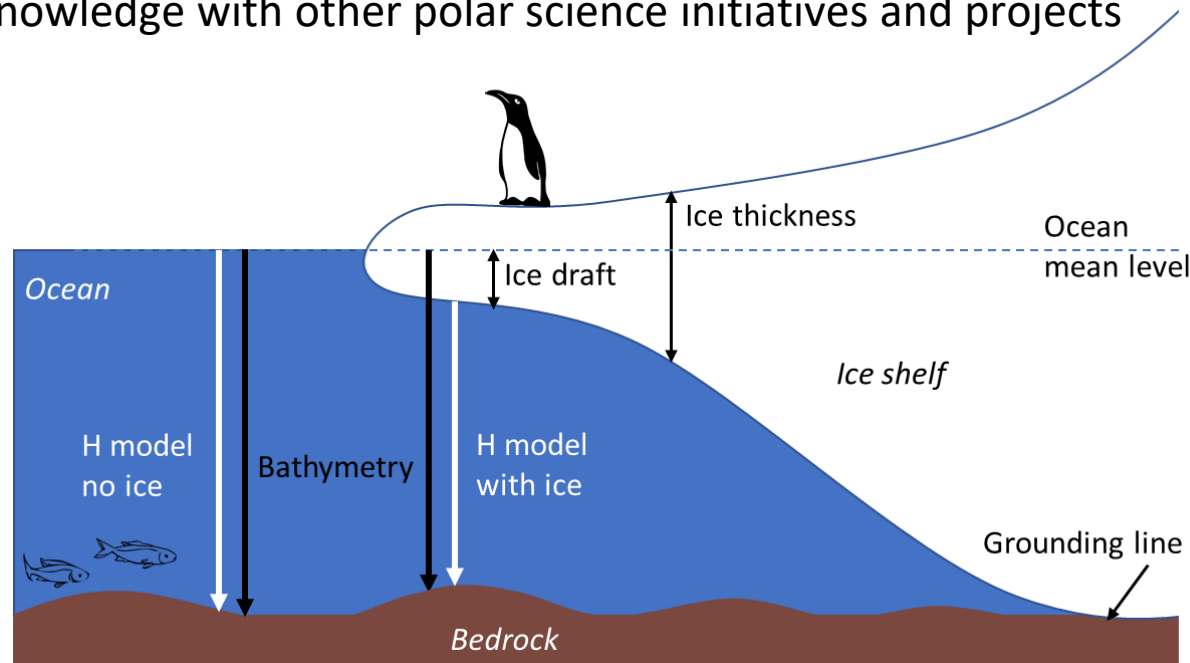 nowledge with other polar science initiatives and projects
Ice thickness
Ocean
mean level
Ice draft
Ocean
Ice shelf
H model
no ice
Bathymetry
H model
with ice
Grounding line
Bedrock